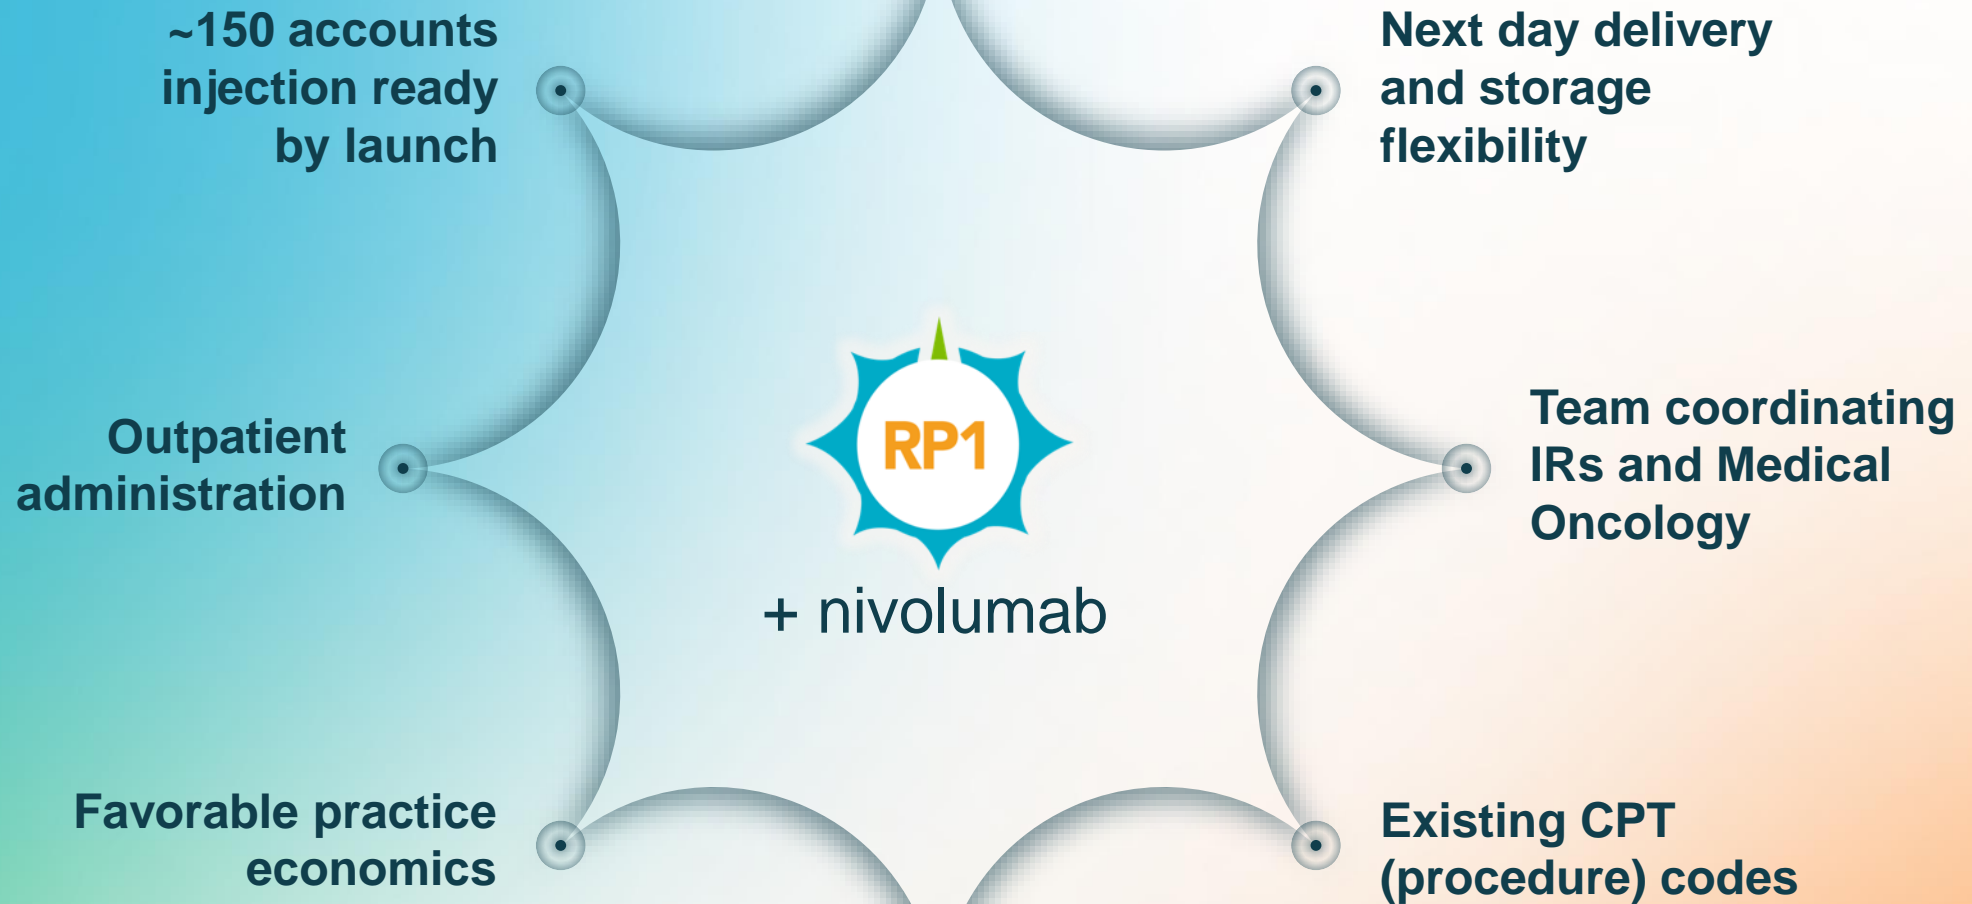 ~150 accounts
injection ready
by launch
Next day delivery
and storage
flexibility
Outpatient
administration
RP1
+ nivolumab
Team coordinating
IRs and Medical
Oncology
Favorable practice
economics
Existing CPT
(procedure) codes